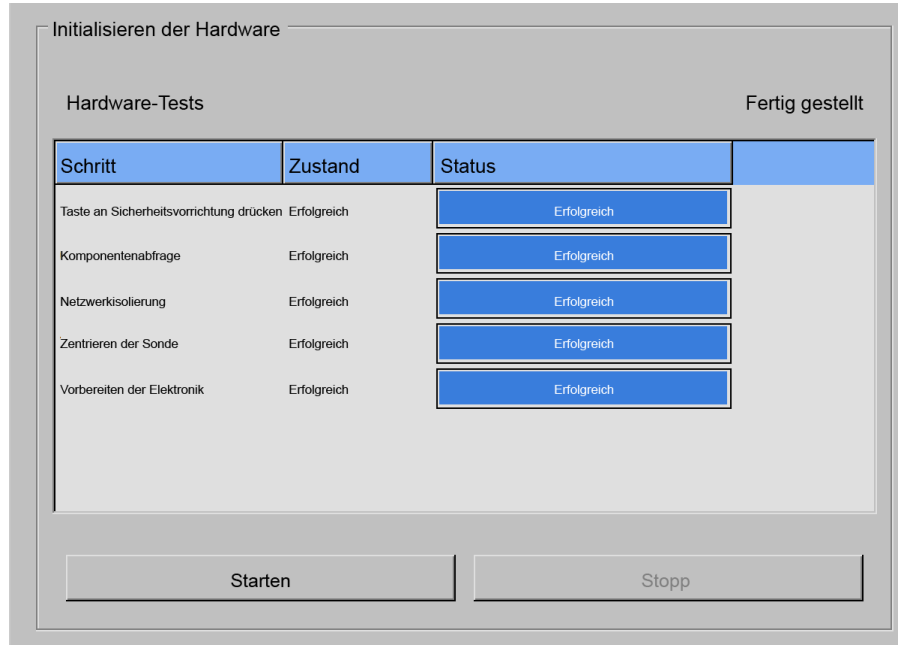 Initialisieren der Hardware
Hardware-Tests Fertig gestellt
Schritt Zustand Status
Taste an Sicherheitsvorrichtung drücken Erfolgreich Erfolgreich
Komponentenabfrage Erfolgreich Erfolgreich
Netzwerkisolierung Erfolgreich Erfolgreich
Zentrieren der Sonde Erfolgreich Erfolgreich
Vorbereiten der Elektronik Erfolgreich Erfolgreich
Starten Stopp